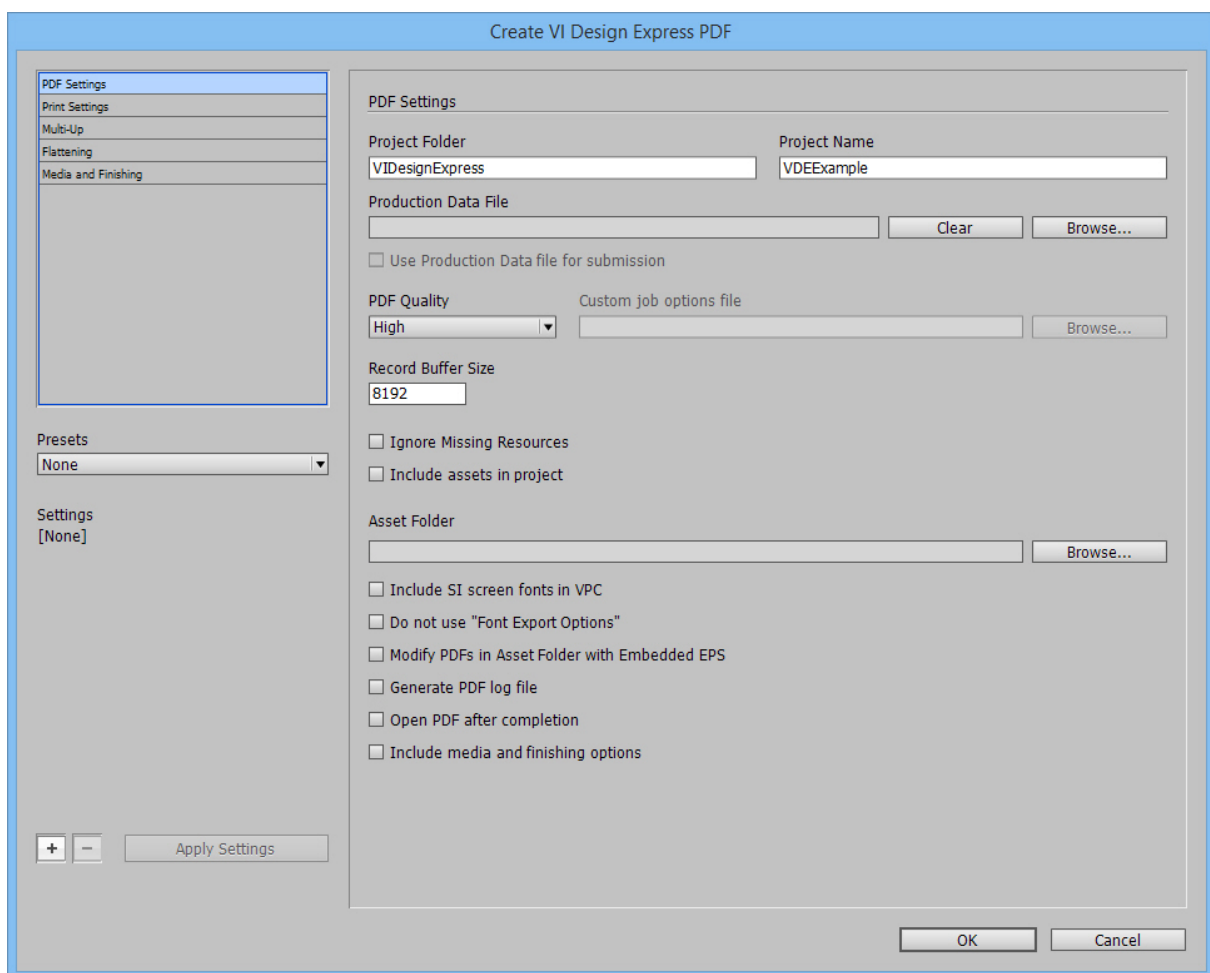 Create VI Design Express PDF
PDF Settings
Print Settings
Multi-Up
Flattening
Media and Finishing
Presets
None
Settings
[None]
+ − Apply Settings
PDF Settings
Project Folder Project Name
VIDesignExpress VDEExample
Production Data File
Clear Browse...
Use Production Data file for submission
PDF Quality Custom job options file
High Browse...
Record Buffer Size
8192
Ignore Missing Resources
Include assets in project
Asset Folder
Browse...
Include SI screen fonts in VPC
Do not use "Font Export Options"
Modify PDFs in Asset Folder with Embedded EPS
Generate PDF log file
Open PDF after completion
Include media and finishing options
OK Cancel